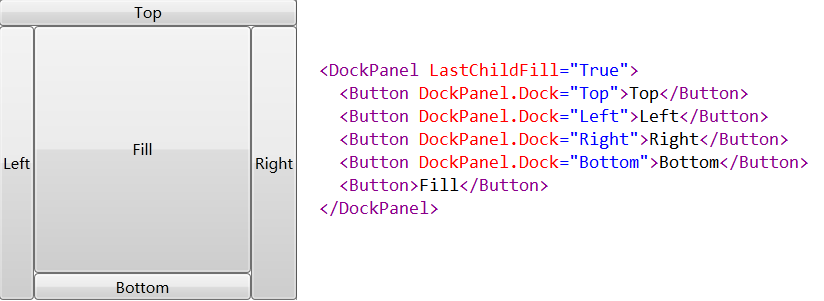 Top
Left
Fill
Right
Bottom
<DockPanel LastChildFill="True">
  <Button DockPanel.Dock="Top">Top</Button>
  <Button DockPanel.Dock="Left">Left</Button>
  <Button DockPanel.Dock="Right">Right</Button>
  <Button DockPanel.Dock="Bottom">Bottom</Button>
  <Button>Fill</Button>
</DockPanel>